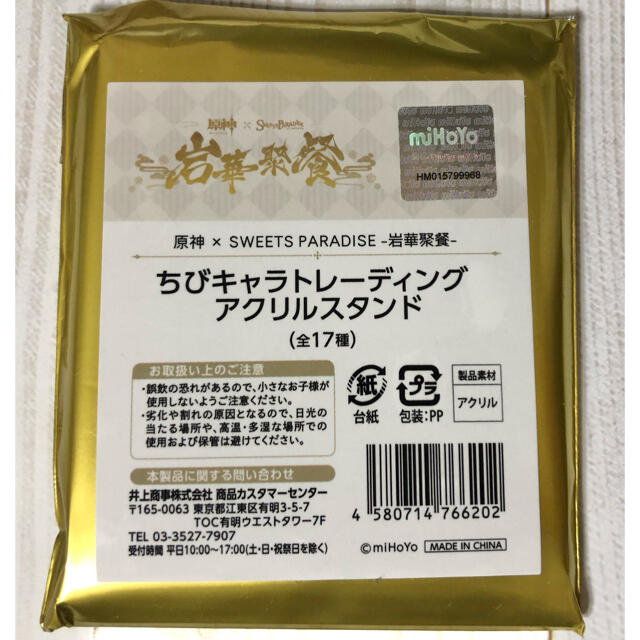 原神 × SWEETS PARADISE
岩華聚餐
miHoYo
HM015799968
原神 × SWEETS PARADISE -岩華聚餐-
ちびキャラトレーディング
アクリルスタンド
(全17種)
お取扱い上のご注意
・誤飲の恐れがあるので、小さなお子様が
使用しないようご注意ください。
・劣化や割れの原因となるので、日光の
当たる場所や、高温・多湿な場所での
使用および保管は避けてください。
紙
台紙
プラ
包装:PP
製品素材
アクリル
本製品に関する問い合わせ
井上商事株式会社 商品カスタマーセンター
〒165-0063 東京都江東区有明3-5-7
TOC有明ウエストタワー7F
TEL 03-3527-7907
受付時間 平日10:00〜17:00(土・日・祝祭日を除く)
4 580714 766202
©miHoYo MADE IN CHINA